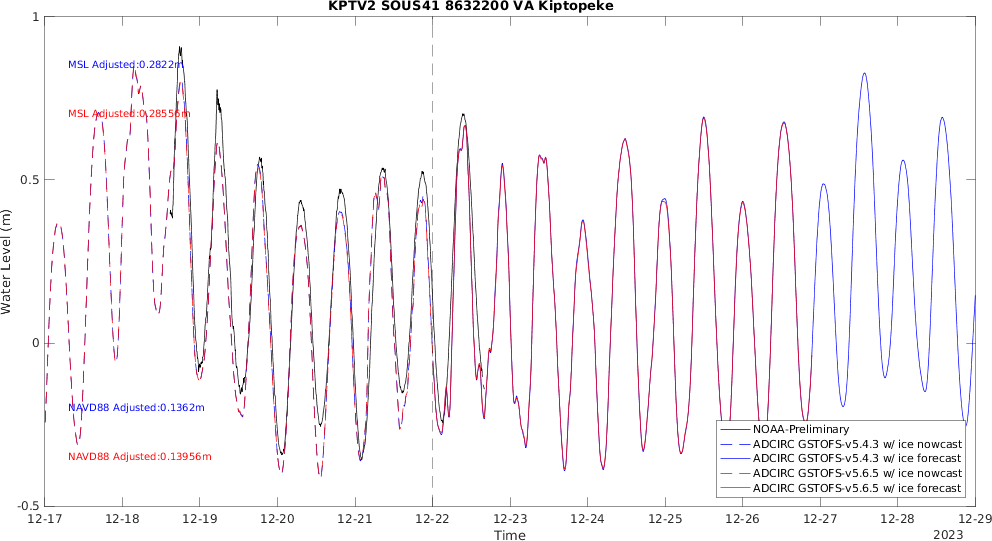 KPTV2 SOUS41 8632200 VA Kiptopeke
1
0.5
0
-0.5
Water Level (m)
MSL Adjusted:0.2822m
MSL Adjusted:0.28556m
NAVD88 Adjusted:0.1362m
NAVD88 Adjusted:0.13956m
NOAA-Preliminary
ADCIRC GSTOFS-v5.4.3 w/ ice nowcast
ADCIRC GSTOFS-v5.4.3 w/ ice forecast
ADCIRC GSTOFS-v5.6.5 w/ ice nowcast
ADCIRC GSTOFS-v5.6.5 w/ ice forecast
12-17 12-18 12-19 12-20 12-21 12-22 12-23 12-24 12-25 12-26 12-27 12-28 12-29
Time
2023